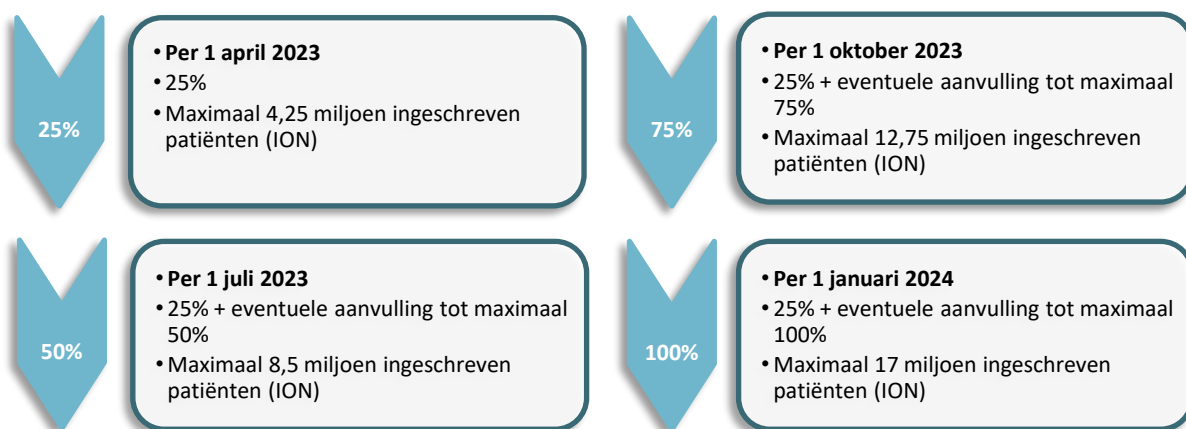 25%
• Per 1 april 2023
• 25%
• Maximaal 4,25 miljoen ingeschreven
patiënten (ION)
50%
• Per 1 juli 2023
• 25% + eventuele aanvulling tot maximaal
50%
• Maximaal 8,5 miljoen ingeschreven
patiënten (ION)
75%
• Per 1 oktober 2023
• 25% + eventuele aanvulling tot maximaal
75%
• Maximaal 12,75 miljoen ingeschreven
patiënten (ION)
100%
• Per 1 januari 2024
• 25% + eventuele aanvulling tot maximaal
100%
• Maximaal 17 miljoen ingeschreven
patiënten (ION)